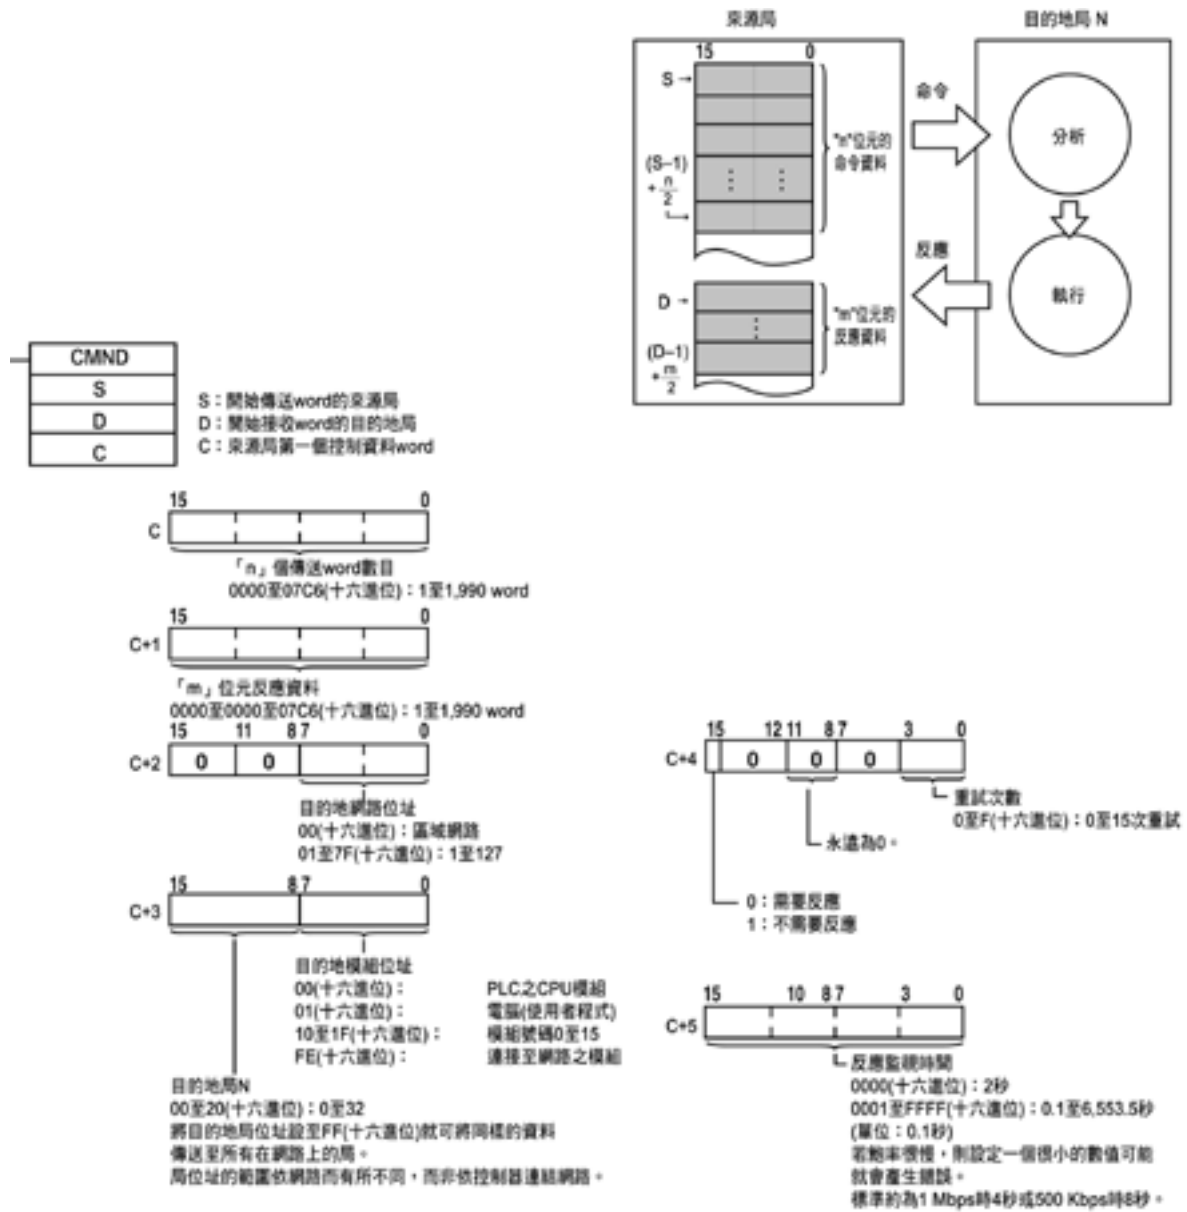 來源局
目的地局 N
15 0
S
命令
分析
"n"位元的
命令資料
(S–1)
+ n
2
反應
執行
D
"m"位元的
反應資料
(D–1)
+ m
2
CMND
S
D
C
S：開始傳送word的來源局
D：開始接收word的目的地局
C：來源局第一個控制資料word
15 0
C
「n」個傳送word數目
0000至07C6(十六進位)：1至1,990 word
15 0
C+1
「m」位元反應資料
0000至0000至07C6(十六進位)：1至1,990 word
15 11 8 7 0
C+2 0 0
目的地網路位址
00(十六進位)：區域網路
01至7F(十六進位)：1至127
15 8 7 0
C+3
目的地模組位址
00(十六進位)： PLC之CPU模組
01(十六進位)： 電腦(使用者程式)
10至1F(十六進位)： 模組號碼0至15
FE(十六進位)： 連接至網路之模組
目的地局N
00至20(十六進位)：0至32
將目的地局位址設至FF(十六進位)就可將同樣的資料
傳送至所有在網路上的局。
局位址的範圍依網路而有所不同，而非依控制器連結網路。
15 12 11 8 7 3 0
C+4 0 0 0
重試次數
0至F(十六進位)：0至15次重試
永遠為0。
0：需要反應
1：不需要反應
15 10 8 7 3 0
C+5
反應監視時間
0000(十六進位)：2秒
0001至FFFF(十六進位)：0.1至6,553.5秒
(單位：0.1秒)
若鮑率很慢，則設定一個很小的數值可能
就會產生錯誤。
標準約為1 Mbps時4秒或500 Kbps時8秒。